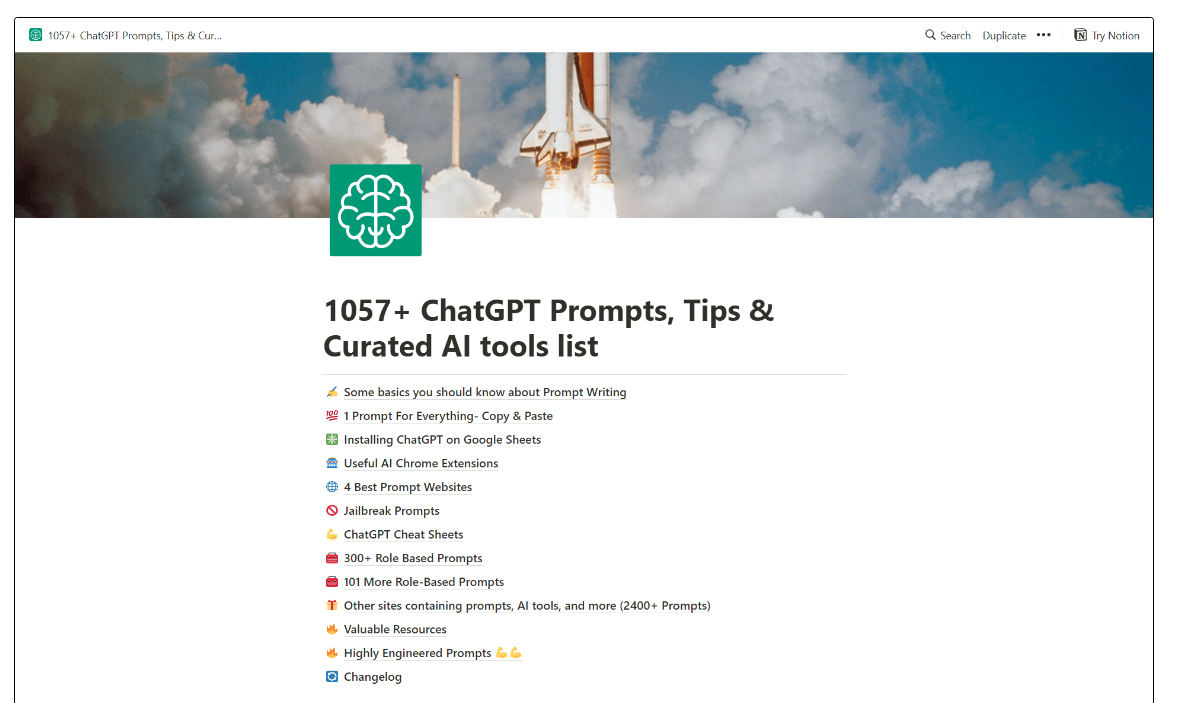 1057+ ChatGPT Prompts, Tips & Cur...
Search Duplicate ••• Try Notion
1057+ ChatGPT Prompts, Tips &
Curated AI tools list
Some basics you should know about Prompt Writing
💯 1 Prompt For Everything- Copy & Paste
Installing ChatGPT on Google Sheets
Useful AI Chrome Extensions
4 Best Prompt Websites
Jailbreak Prompts
ChatGPT Cheat Sheets
300+ Role Based Prompts
101 More Role-Based Prompts
Other sites containing prompts, AI tools, and more (2400+ Prompts)
Valuable Resources
Highly Engineered Prompts 💪💪
Changelog